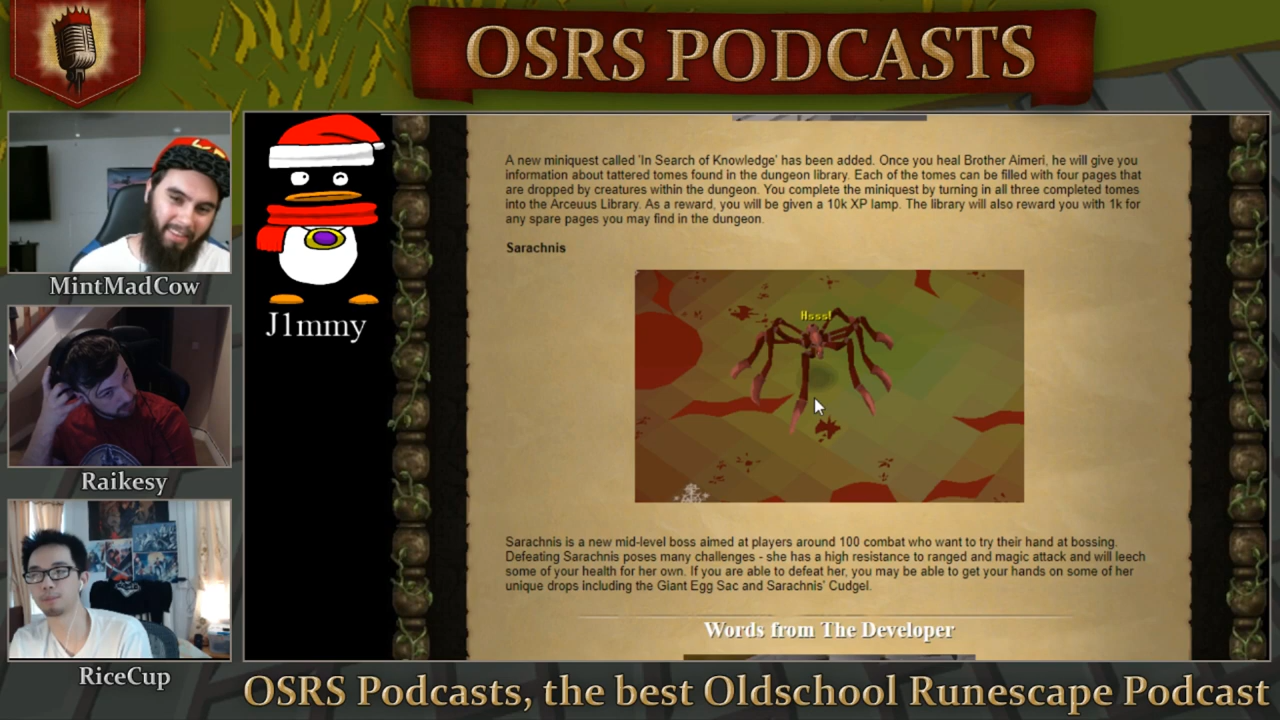 OSRS PODCASTS
MintMadCow
Raikesy
RiceCup
J1mmy
A new miniquest called 'In Search of Knowledge' has been added. Once you heal Brother Aimeri, he will give you
information about tattered tomes found in the dungeon library. Each of the tomes can be filled with four pages that
are dropped by creatures within the dungeon. You complete the miniquest by turning in all three completed tomes
into the Arceuus Library. As a reward, you will be given a 10k XP lamp. The library will also reward you with 1k for
any spare pages you may find in the dungeon.
Sarachnis
Hsss!
Sarachnis is a new mid-level boss aimed at players around 100 combat who want to try their hand at bossing.
Defeating Sarachnis poses many challenges - she has a high resistance to ranged and magic attack and will leech
some of your health for her own. If you are able to defeat her, you may be able to get your hands on some of her
unique drops including the Giant Egg Sac and Sarachnis' Cudgel.
Words from The Developer
OSRS Podcasts, the best Oldschool Runescape Podcast